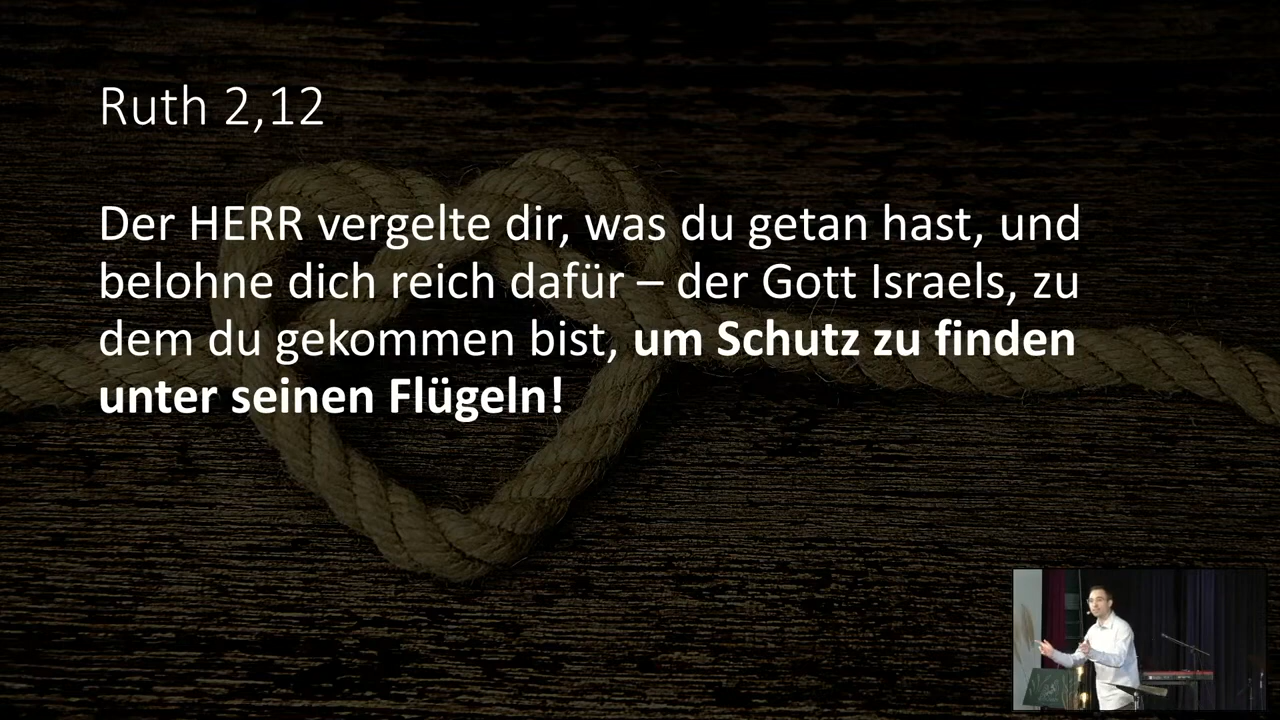 Ruth 2,12
Der HERR vergelte dir, was du getan hast, und
belohne dich reich dafür – der Gott Israels, zu
dem du gekommen bist, um Schutz zu finden
unter seinen Flügeln!